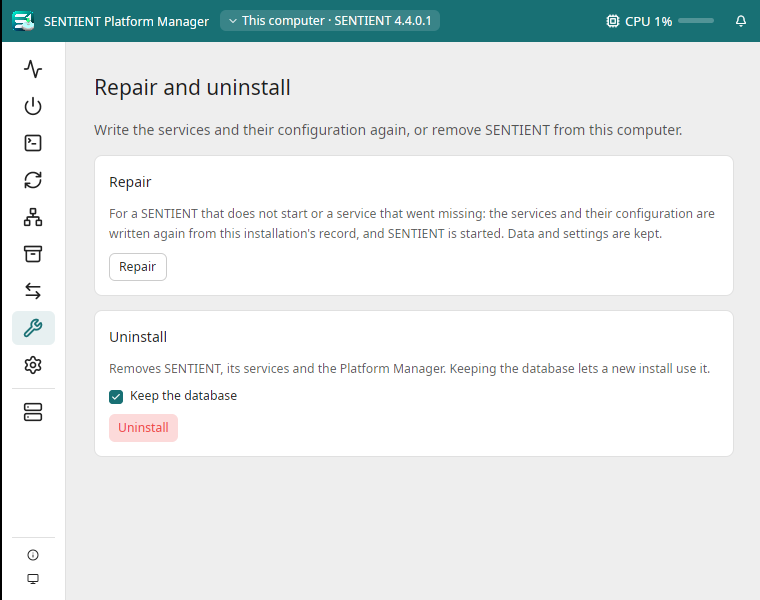 SENTIENT Platform Manager
This computer · SENTIENT 4.4.0.1
CPU 1%
Repair and uninstall
Write the services and their configuration again, or remove SENTIENT from this computer.
Repair
For a SENTIENT that does not start or a service that went missing: the services and their configuration are
written again from this installation's record, and SENTIENT is started. Data and settings are kept.
Repair
Uninstall
Removes SENTIENT, its services and the Platform Manager. Keeping the database lets a new install use it.
Keep the database
Uninstall